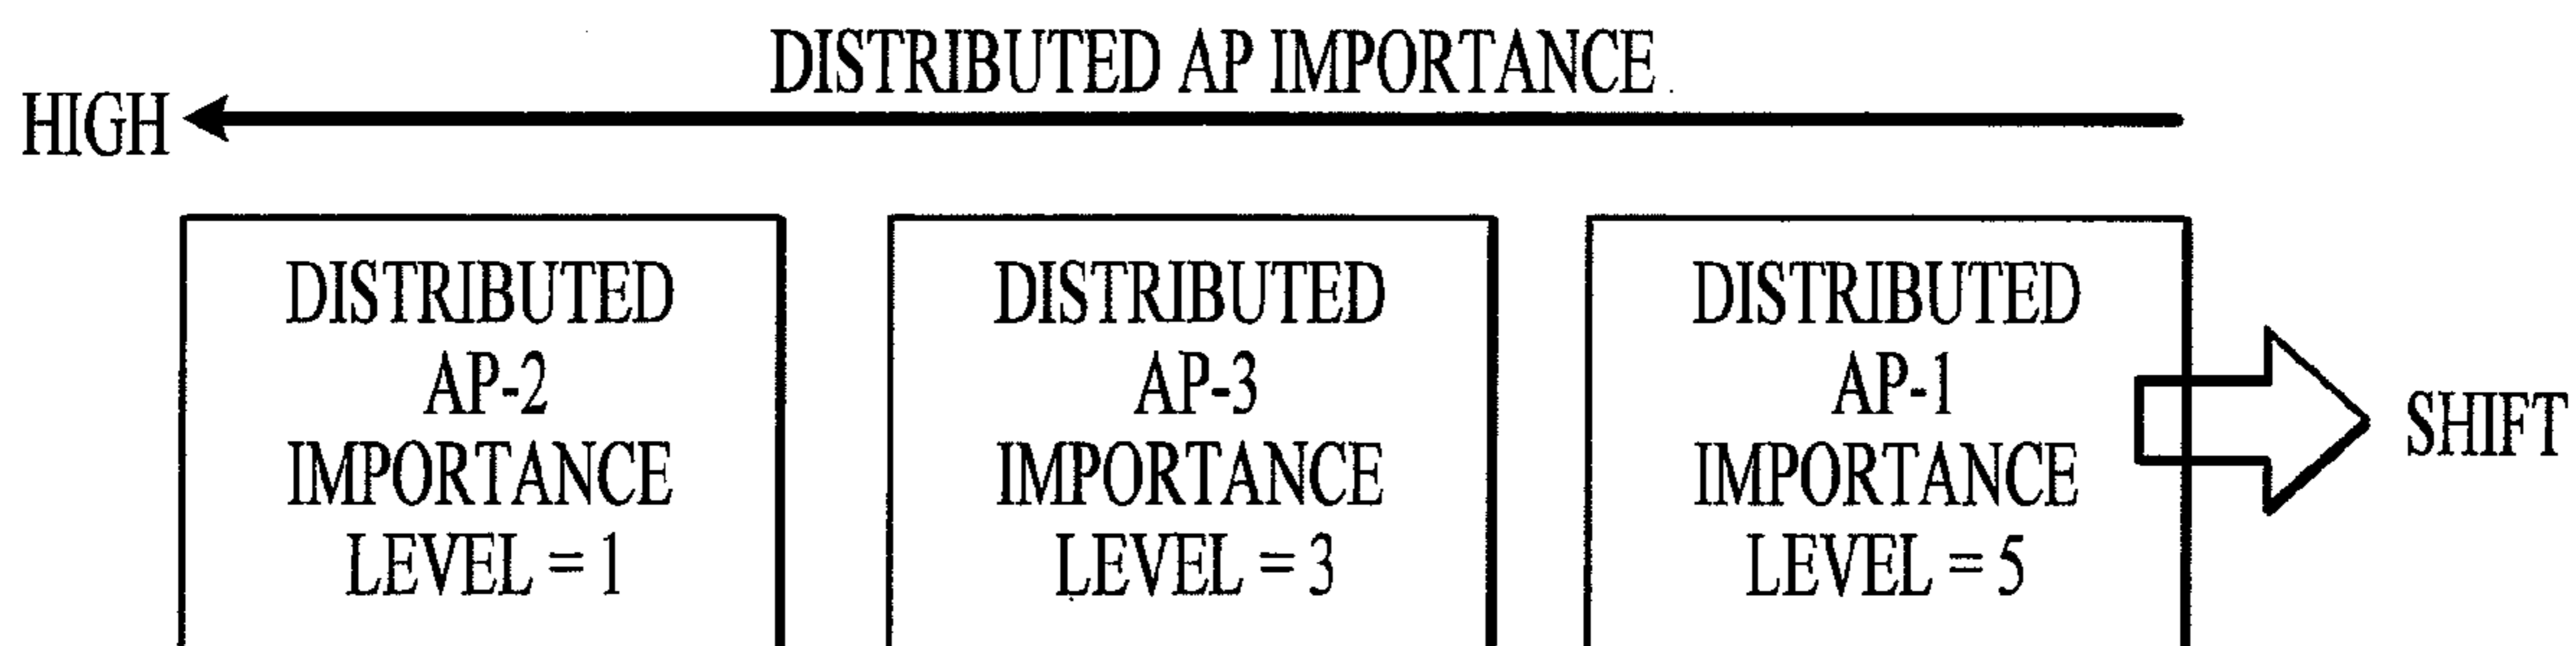 DISTRIBUTED AP IMPORTANCE
HIGH
DISTRIBUTED
AP-2
IMPORTANCE
LEVEL = 1
DISTRIBUTED
AP-3
IMPORTANCE
LEVEL = 3
DISTRIBUTED
AP-1
IMPORTANCE
LEVEL = 5
SHIFT